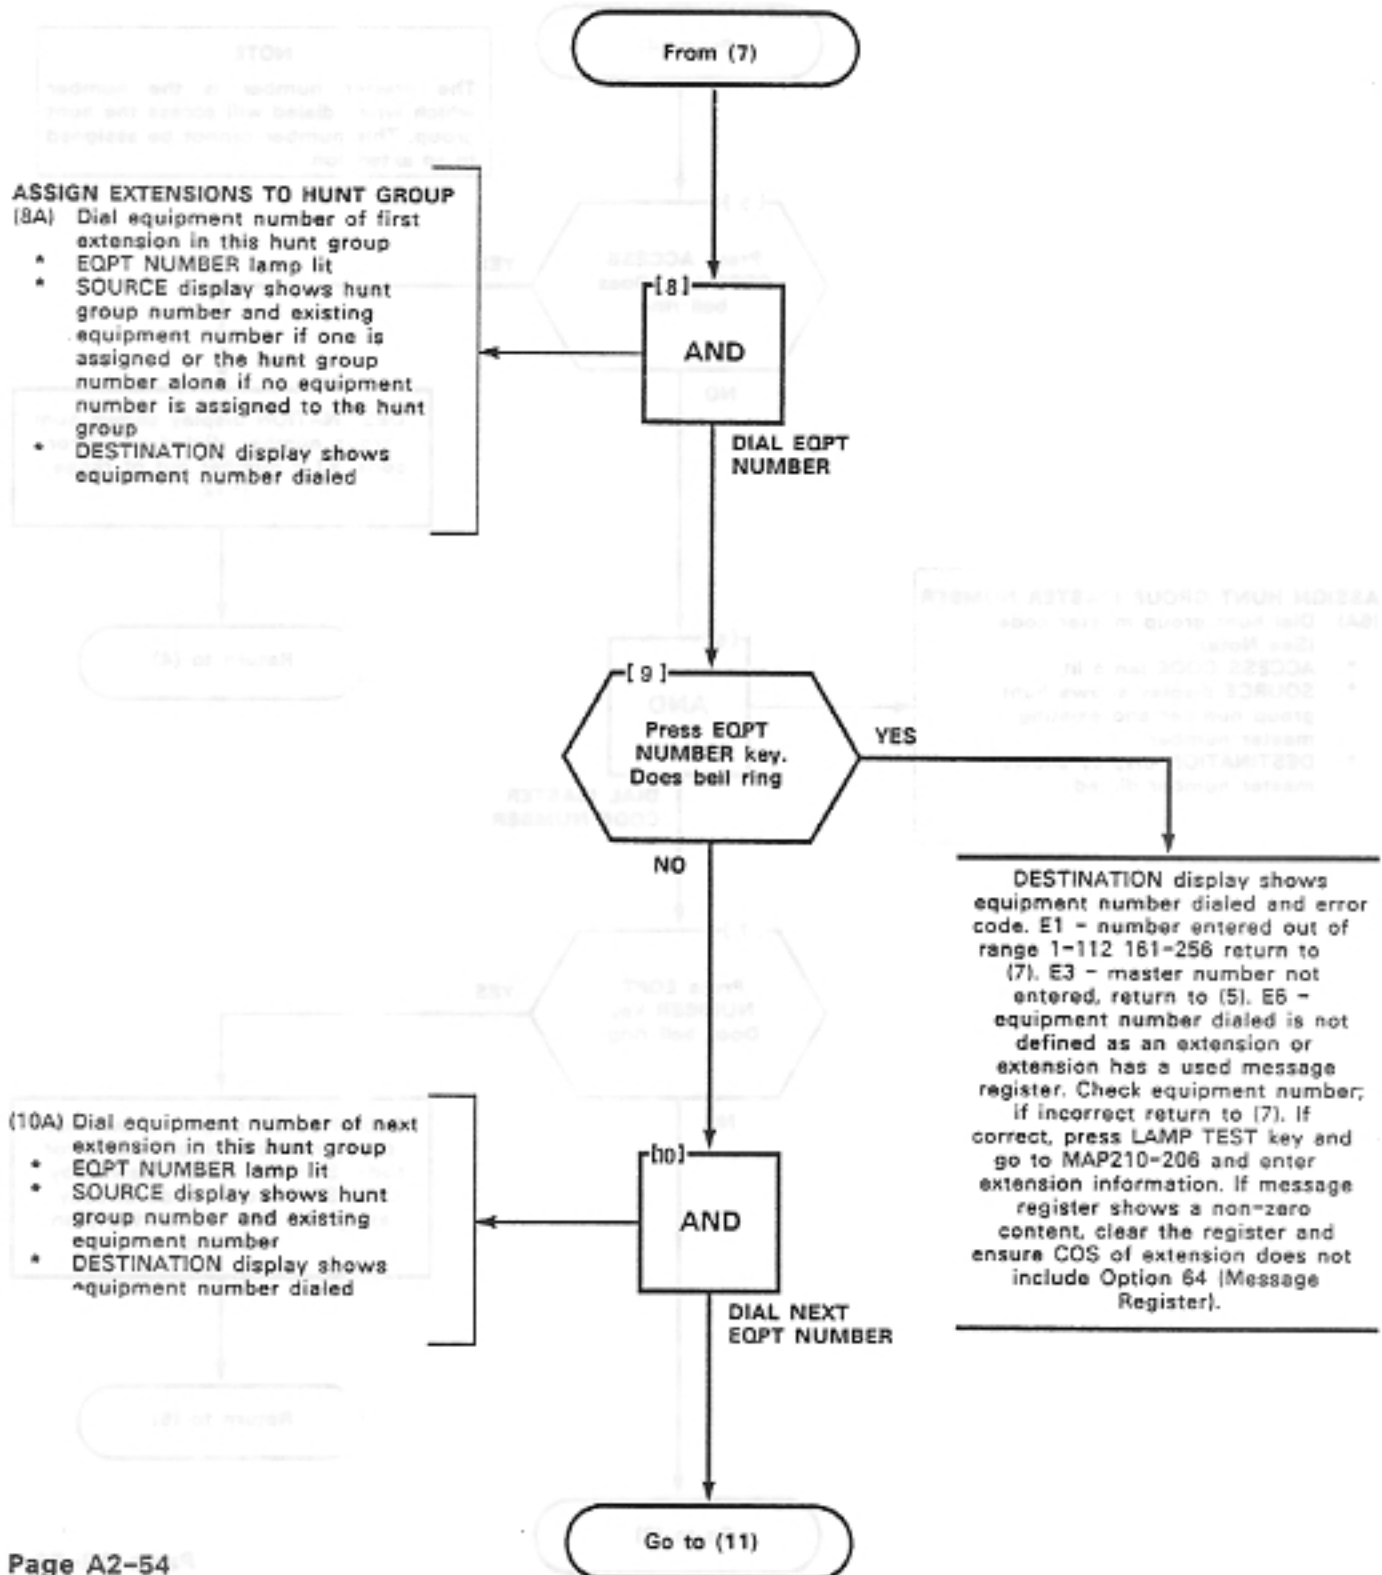 From (7)
ASSIGN EXTENSIONS TO HUNT GROUP
(8A) Dial equipment number of first
extension in this hunt group
* EQPT NUMBER lamp lit
* SOURCE display shows hunt
group number and existing
equipment number if one is
assigned or the hunt group
number alone if no equipment
number is assigned to the hunt
group
* DESTINATION display shows
equipment number dialed
[8]
AND
DIAL EQPT
NUMBER
[9]
Press EQPT
NUMBER key.
Does bell ring
YES
NO
DESTINATION display shows
equipment number dialed and error
code. E1 - number entered out of
range 1-112 161-256 return to
(7). E3 - master number not
entered, return to (5). E6 -
equipment number dialed is not
defined as an extension or
extension has a used message
register. Check equipment number;
if incorrect return to (7). If
correct, press LAMP TEST key and
go to MAP210-206 and enter
extension information. If message
register shows a non-zero
content, clear the register and
ensure COS of extension does not
include Option 64 (Message
Register).
(10A) Dial equipment number of next
extension in this hunt group
* EQPT NUMBER lamp lit
* SOURCE display shows hunt
group number and existing
equipment number
* DESTINATION display shows
equipment number dialed
[10]
AND
DIAL NEXT
EQPT NUMBER
Go to (11)
Page A2-54